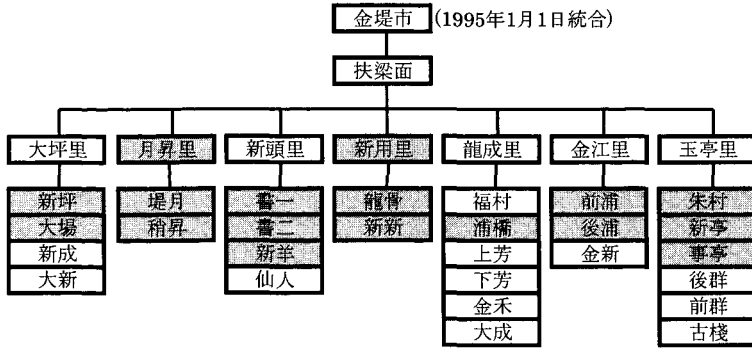 金堤市 (1995年1月1日統合)
扶梁面
大坪里 月昇里 新頭里 新用里 龍成里 金江里 玉亭里
新坪 堤月 書一 龍骨 福村 前浦 朱村
大場 稍昇 書二 新新 浦橋 後浦 新亭
新成 新羊 上芳 金新 事亭
大新 仙人 下芳 後群
金禾 前群
大成 古棧